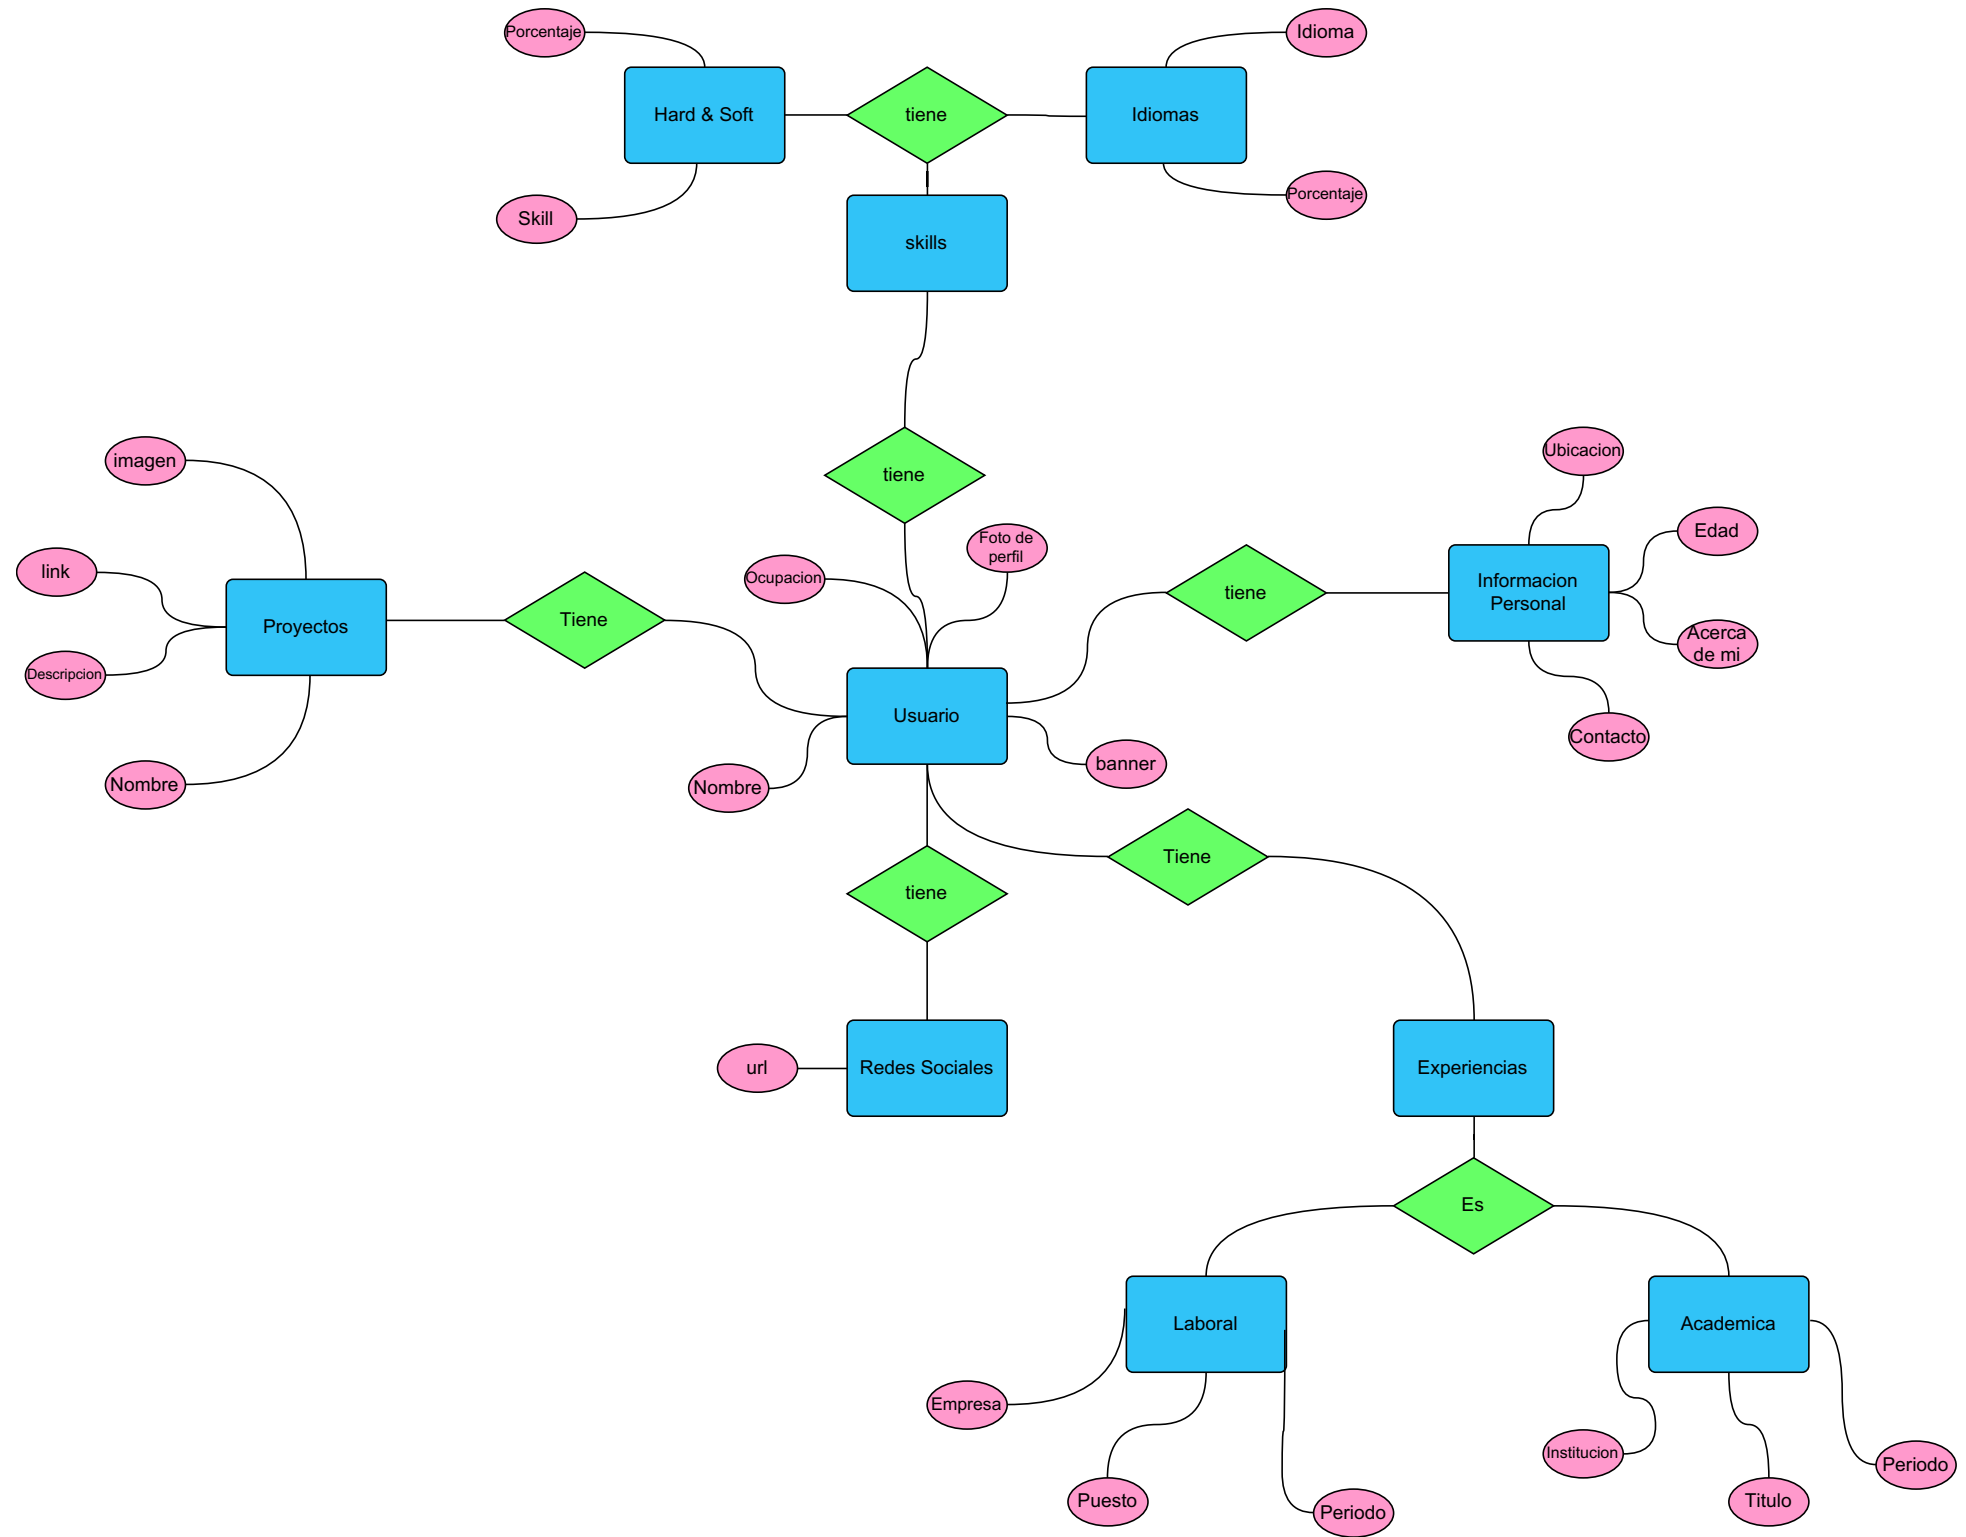 Porcentaje
Idioma
Hard & Soft
tiene
Idiomas
Skill
Porcentaje
skills
imagen
tiene
Ubicacion
link
Ocupacion
Foto de
perfil
Edad
Proyectos
Tiene
tiene
Informacion
Personal
Descripcion
Acerca
de mi
Usuario
Contacto
Nombre
Nombre
banner
tiene
Tiene
url
Redes Sociales
Experiencias
Es
Laboral
Academica
Empresa
Puesto
Periodo
Institucion
Titulo
Periodo